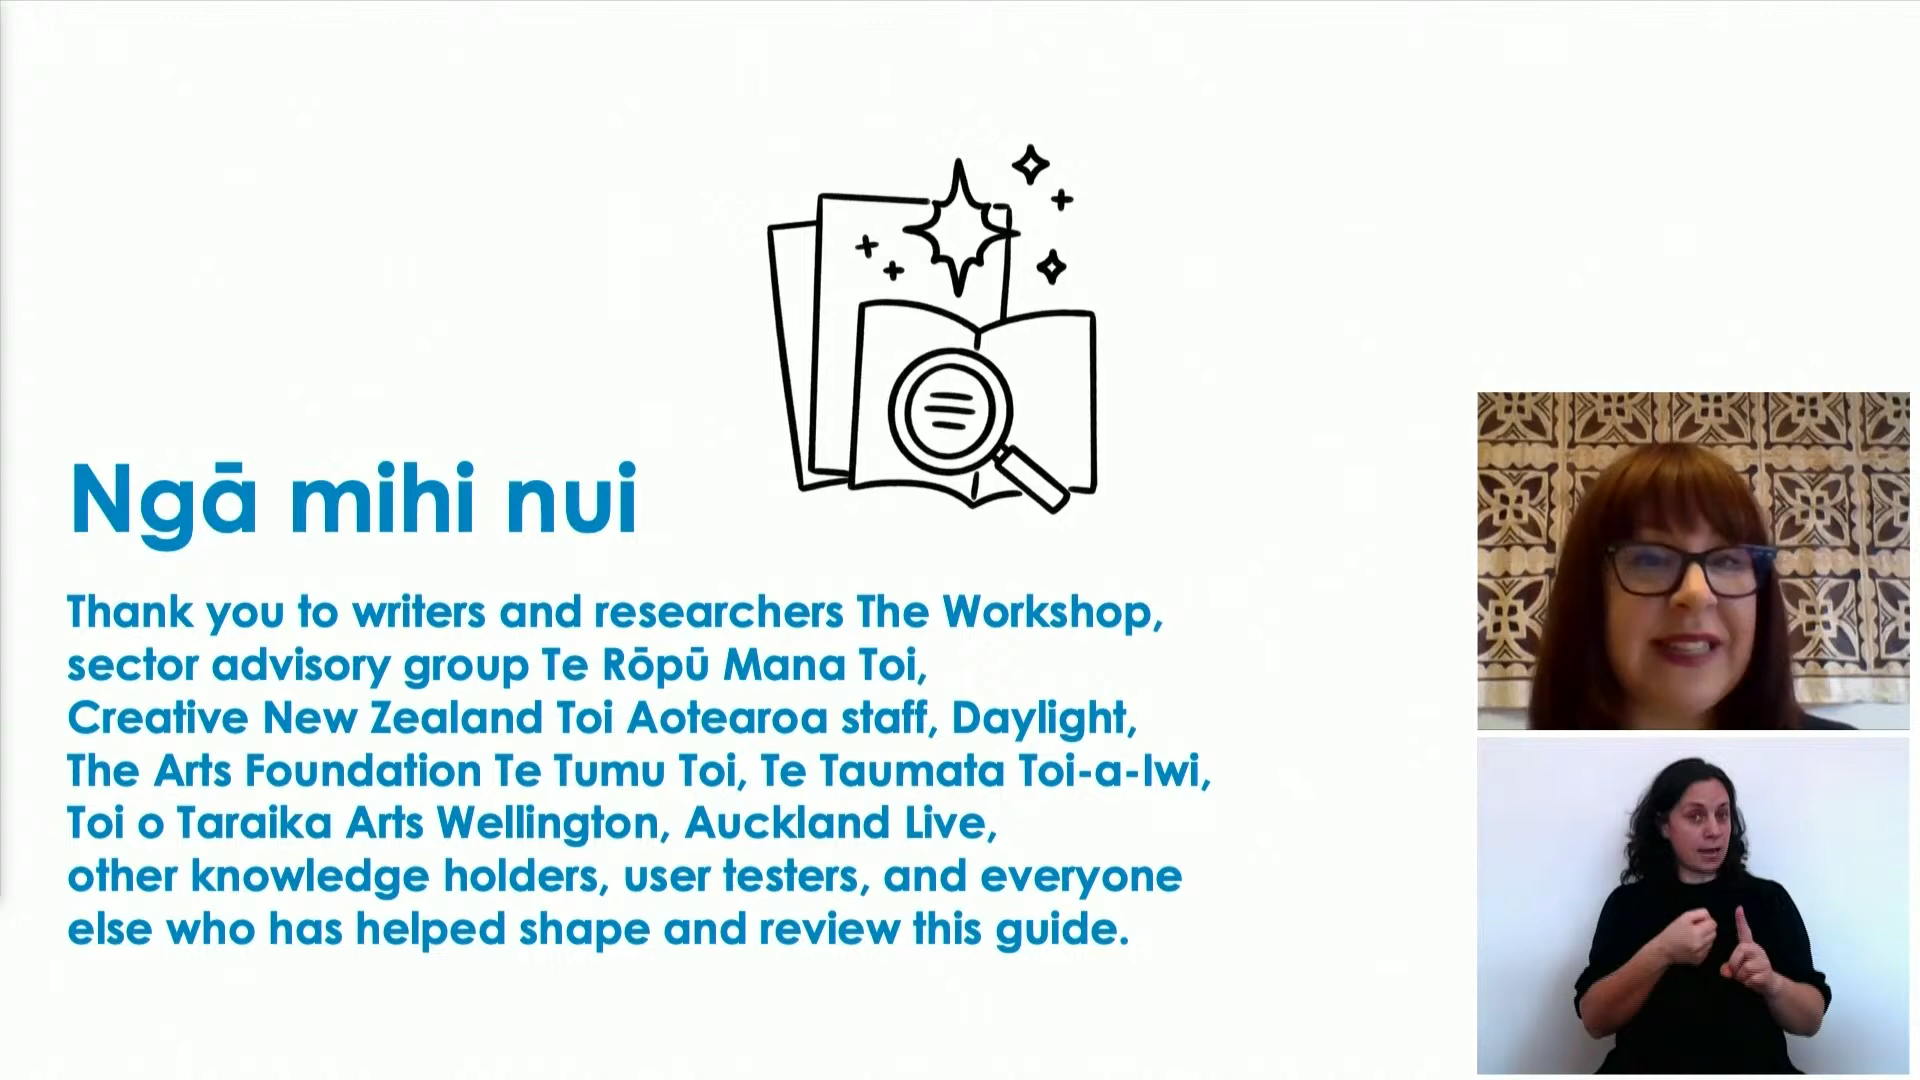 Ngā mihi nui
Thank you to writers and researchers The Workshop,
sector advisory group Te Rōpū Mana Toi,
Creative New Zealand Toi Aotearoa staff, Daylight,
The Arts Foundation Te Tumu Toi, Te Taumata Toi-a-Iwi,
Toi o Taraika Arts Wellington, Auckland Live,
other knowledge holders, user testers, and everyone
else who has helped shape and review this guide.